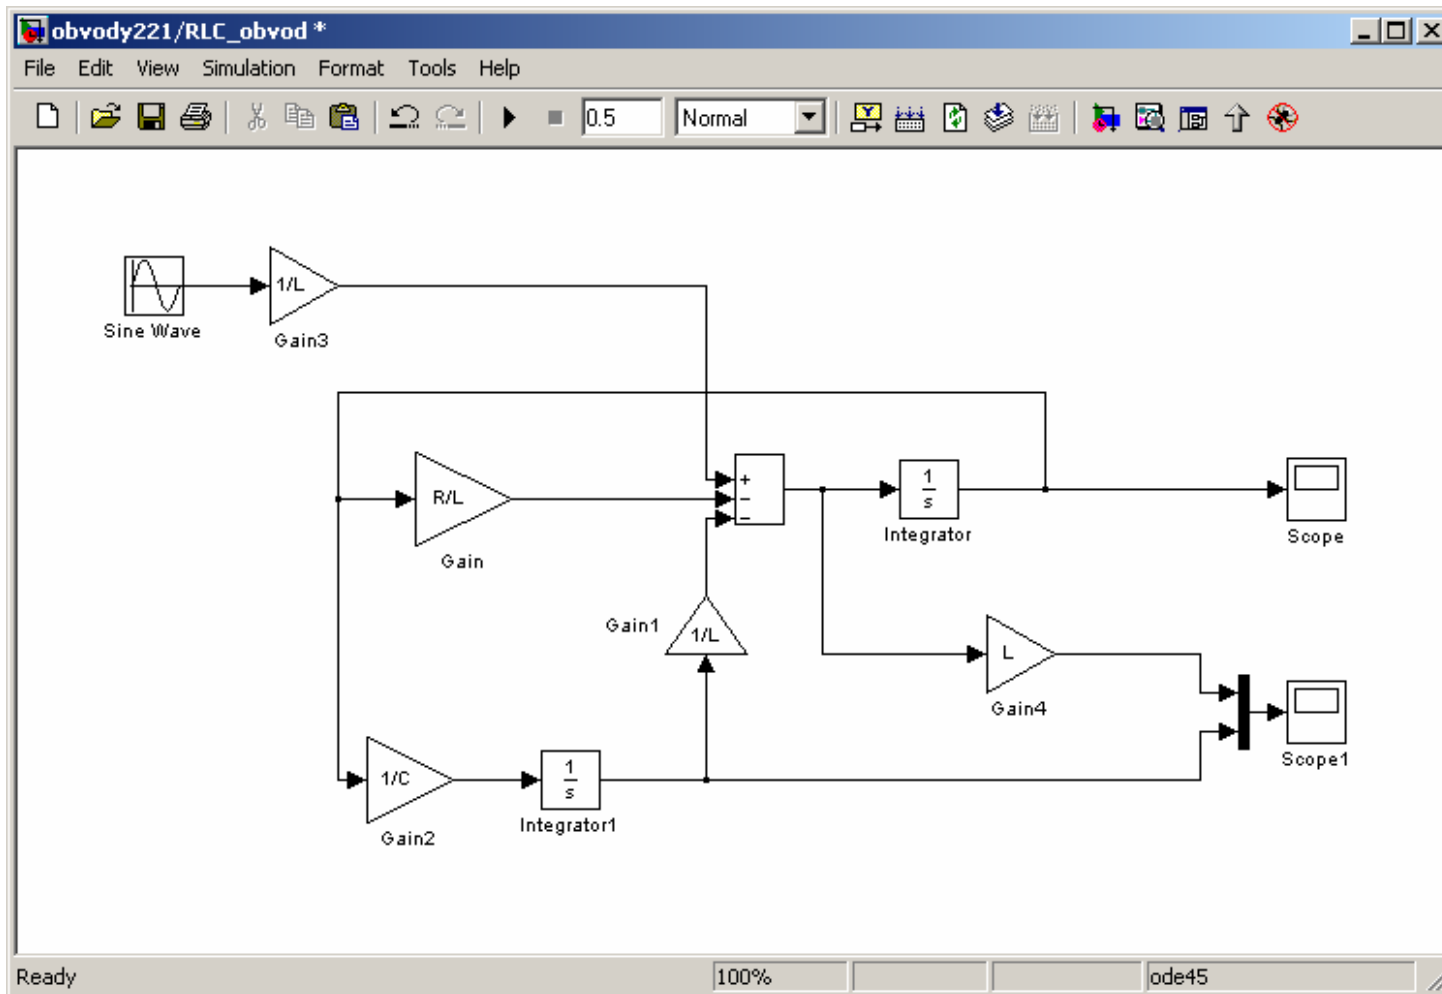 obvody221/RLC_obvod *
File Edit View Simulation Format Tools Help
0.5 Normal
Sine Wave
1/L
Gain3
R/L
Gain
+
−
−
1
s
Integrator
Scope
Gain1
1/L
L
Gain4
Scope1
1/C
Gain2
1
s
Integrator1
Ready 100% ode45